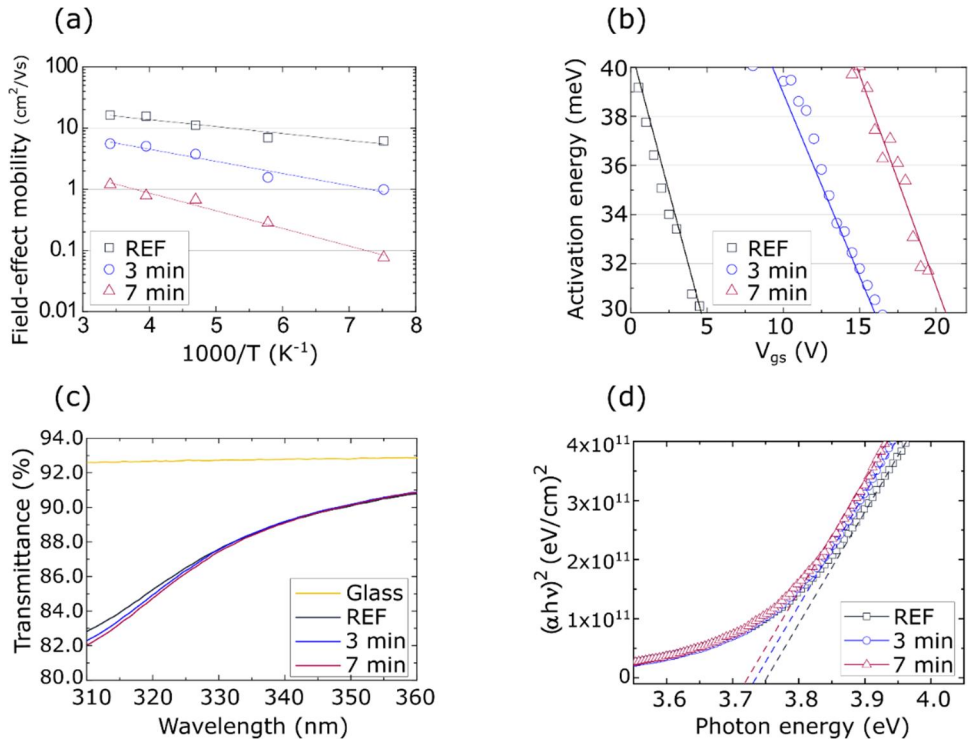 (a)
Field-effect mobility (cm²/Vs)
100
10
1
0.1
0.01
REF
3 min
7 min
3 4 5 6 7 8
1000/T (K⁻¹)
(b)
Activation energy (meV)
40
38
36
34
32
30
REF
3 min
7 min
0 5 10 15 20
V_gs (V)
(c)
Transmittance (%)
94.0
92.0
90.0
88.0
86.0
84.0
82.0
80.0
Glass
REF
3 min
7 min
310 320 330 340 350 360
Wavelength (nm)
(d)
(αhν)² (eV/cm)²
4x10¹¹
3x10¹¹
2x10¹¹
1x10¹¹
0
REF
3 min
7 min
3.6 3.7 3.8 3.9 4.0
Photon energy (eV)